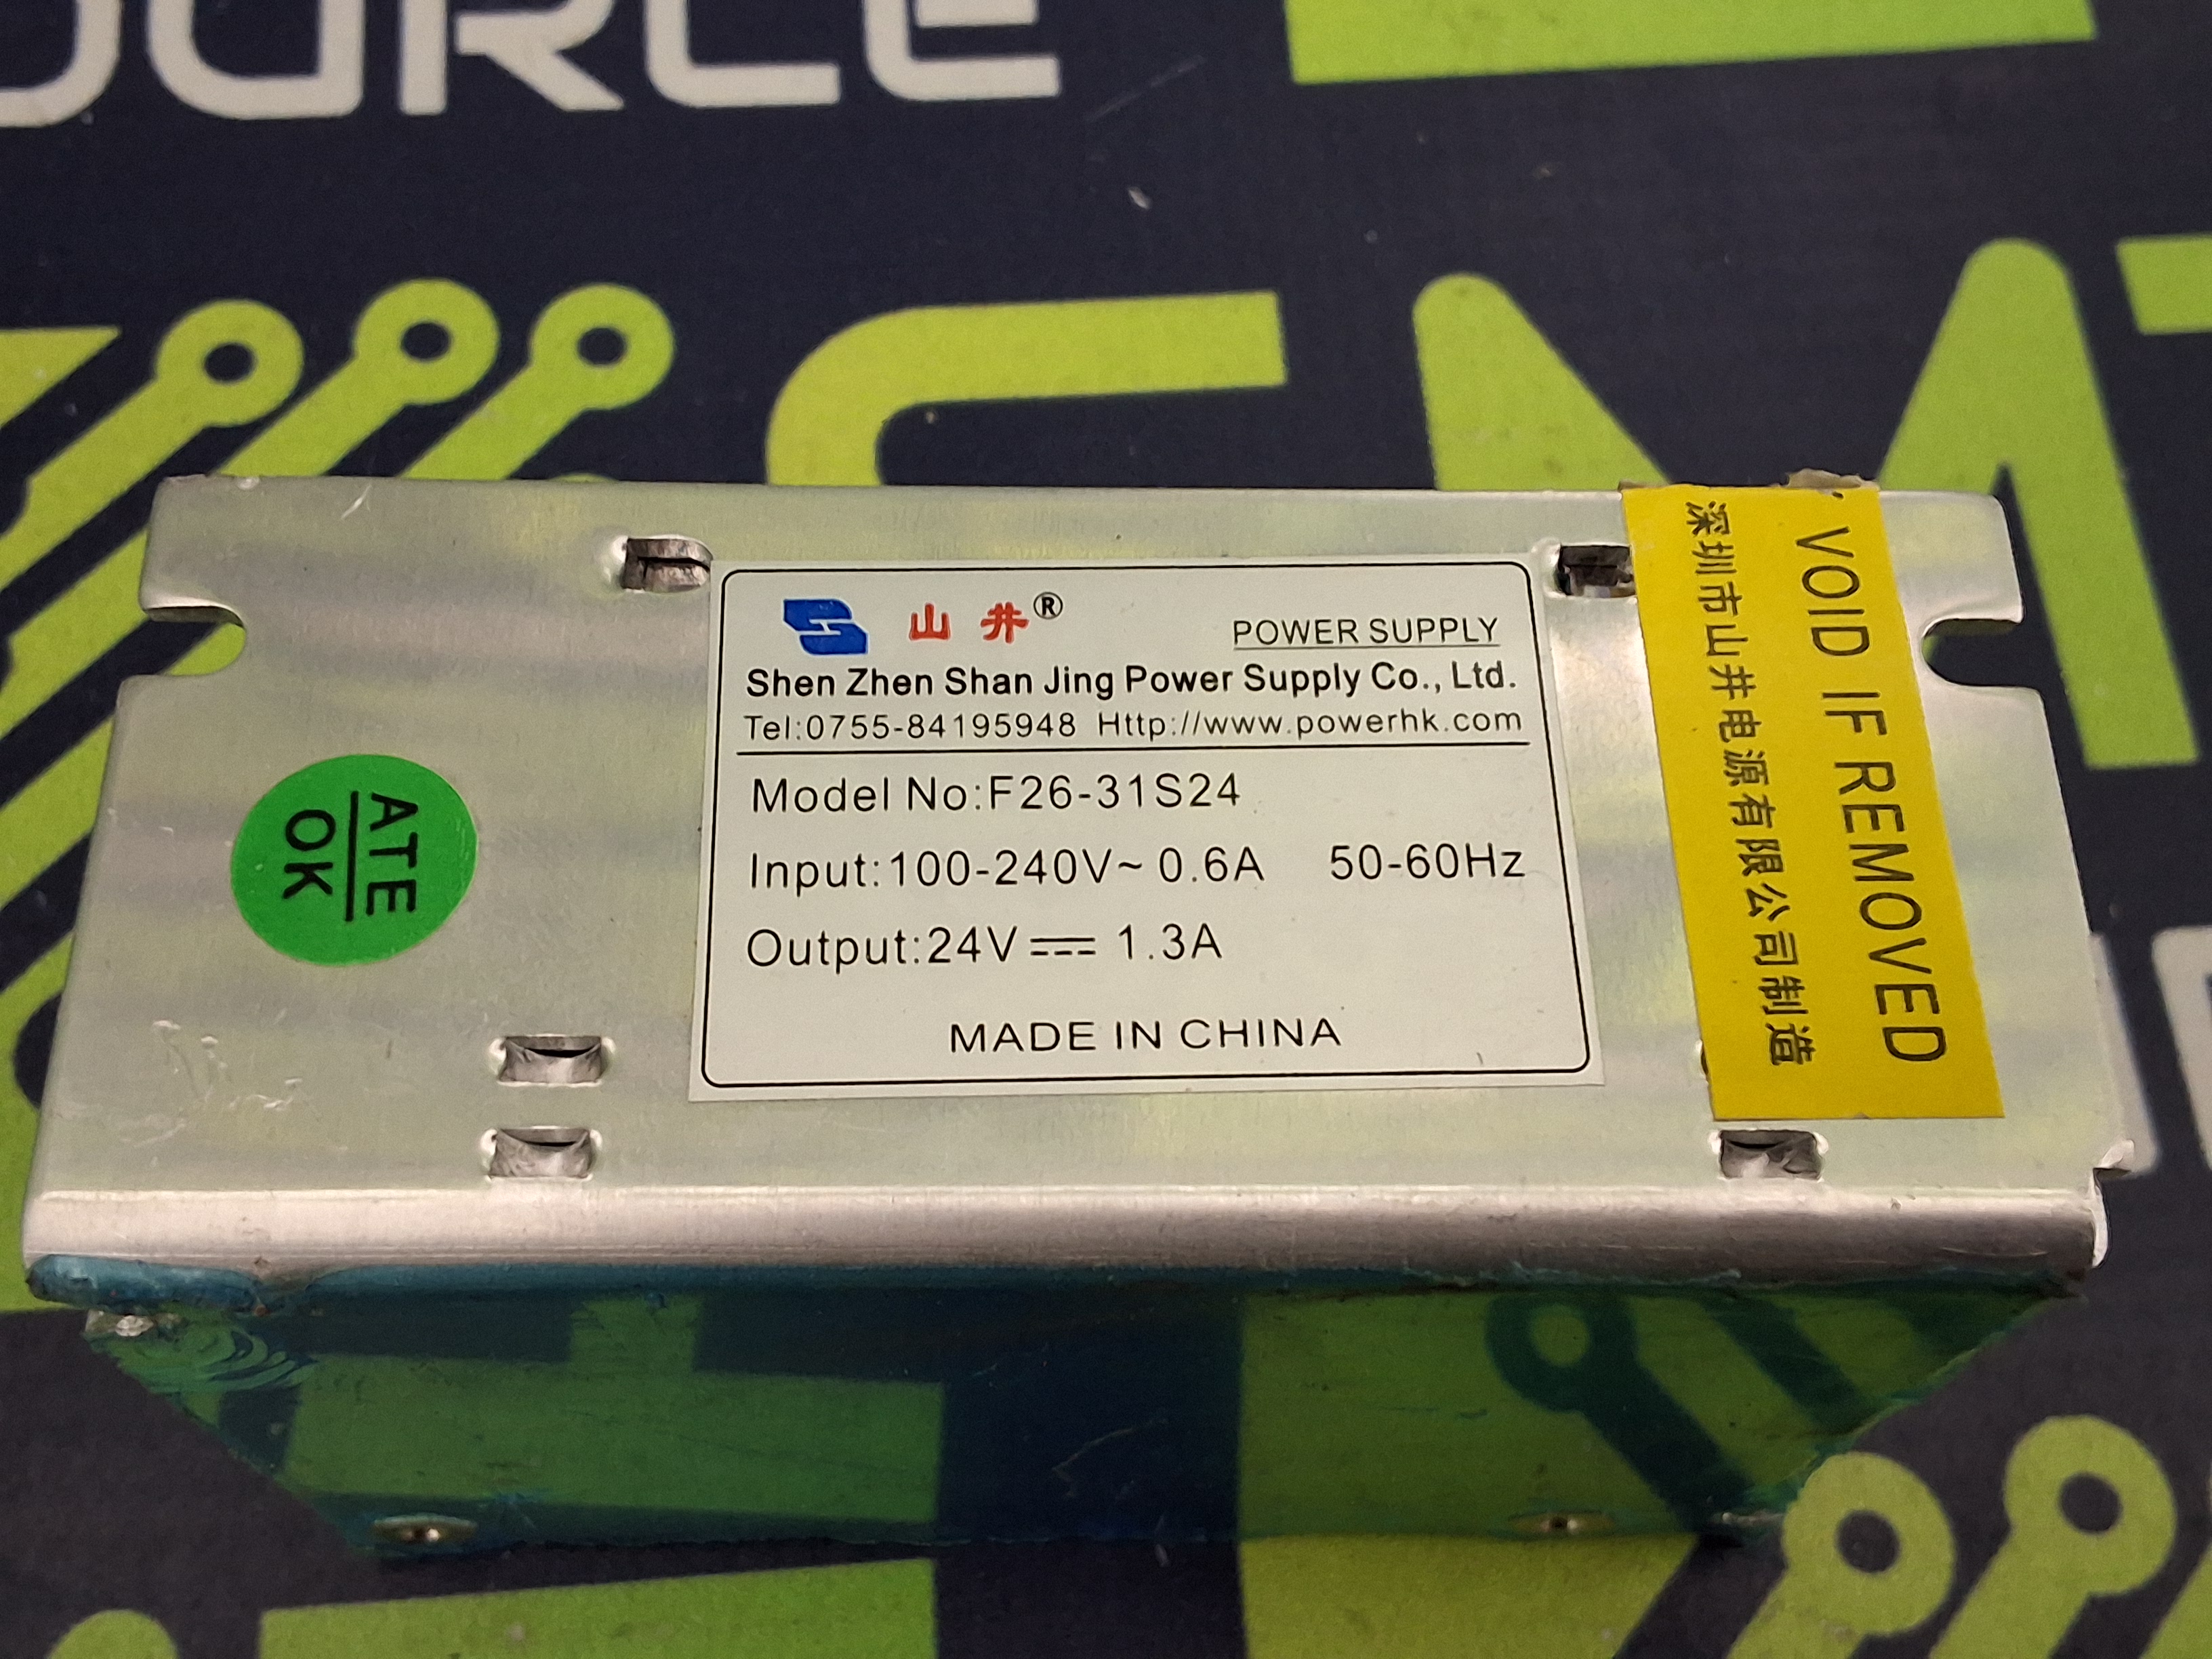 山井®
POWER SUPPLY
Shen Zhen Shan Jing Power Supply Co., Ltd.
Tel:0755-84195948 Http://www.powerhk.com
Model No:F26-31S24
Input:100-240V~ 0.6A 50-60Hz
Output:24V⎓ 1.3A
MADE IN CHINA
ATE
OK
VOID IF REMOVED
深圳市山井电源有限公司制造